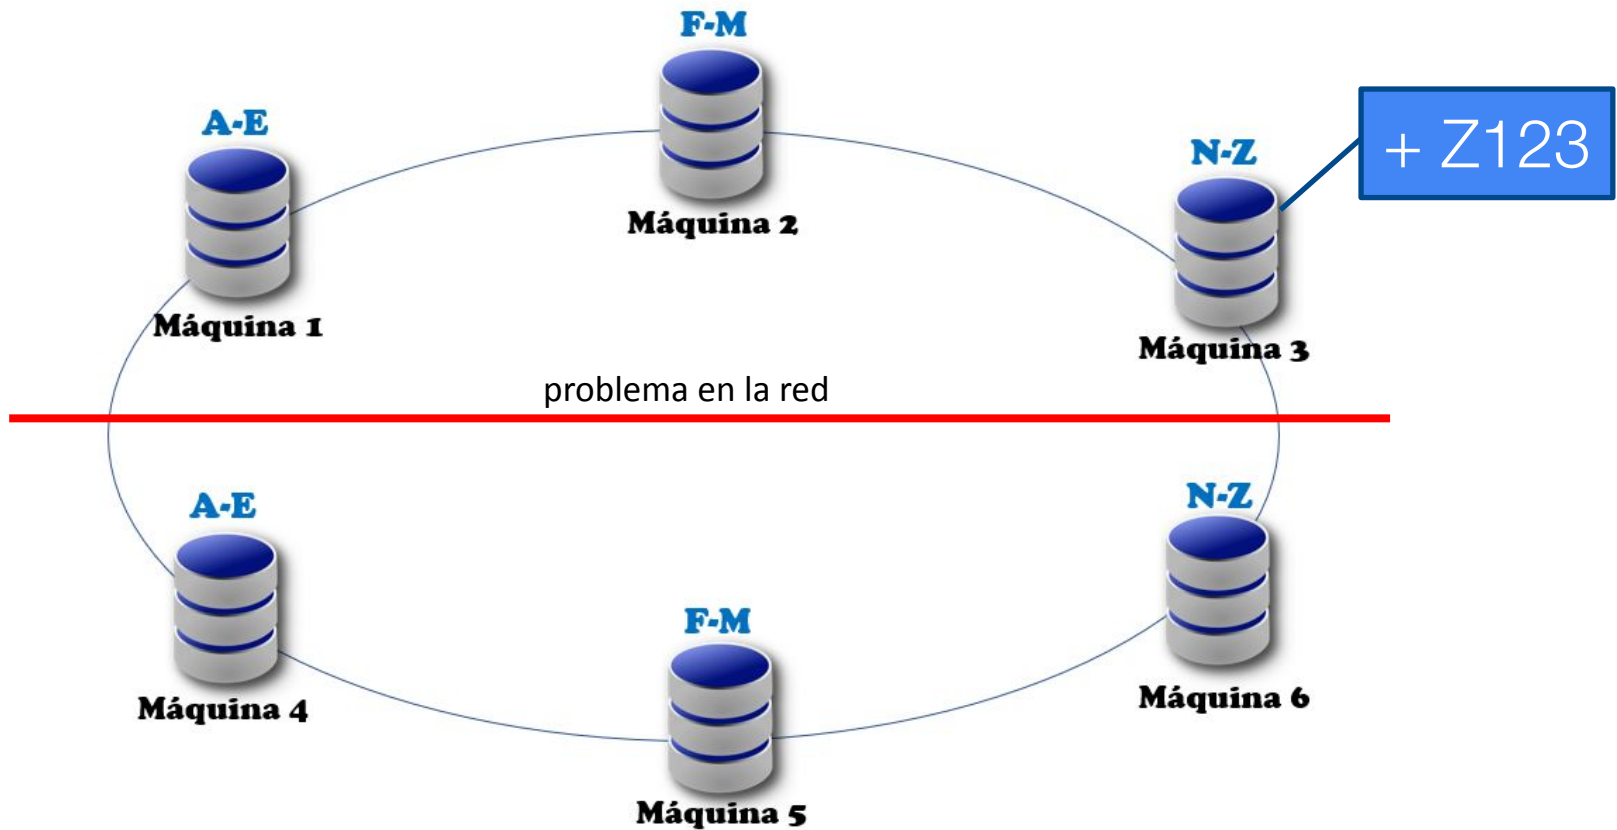 F-M
A-E
+ Z123
N-Z
Máquina 2
Máquina 1
Máquina 3
problema en la red
A-E
N-Z
F-M
Máquina 4
Máquina 6
Máquina 5